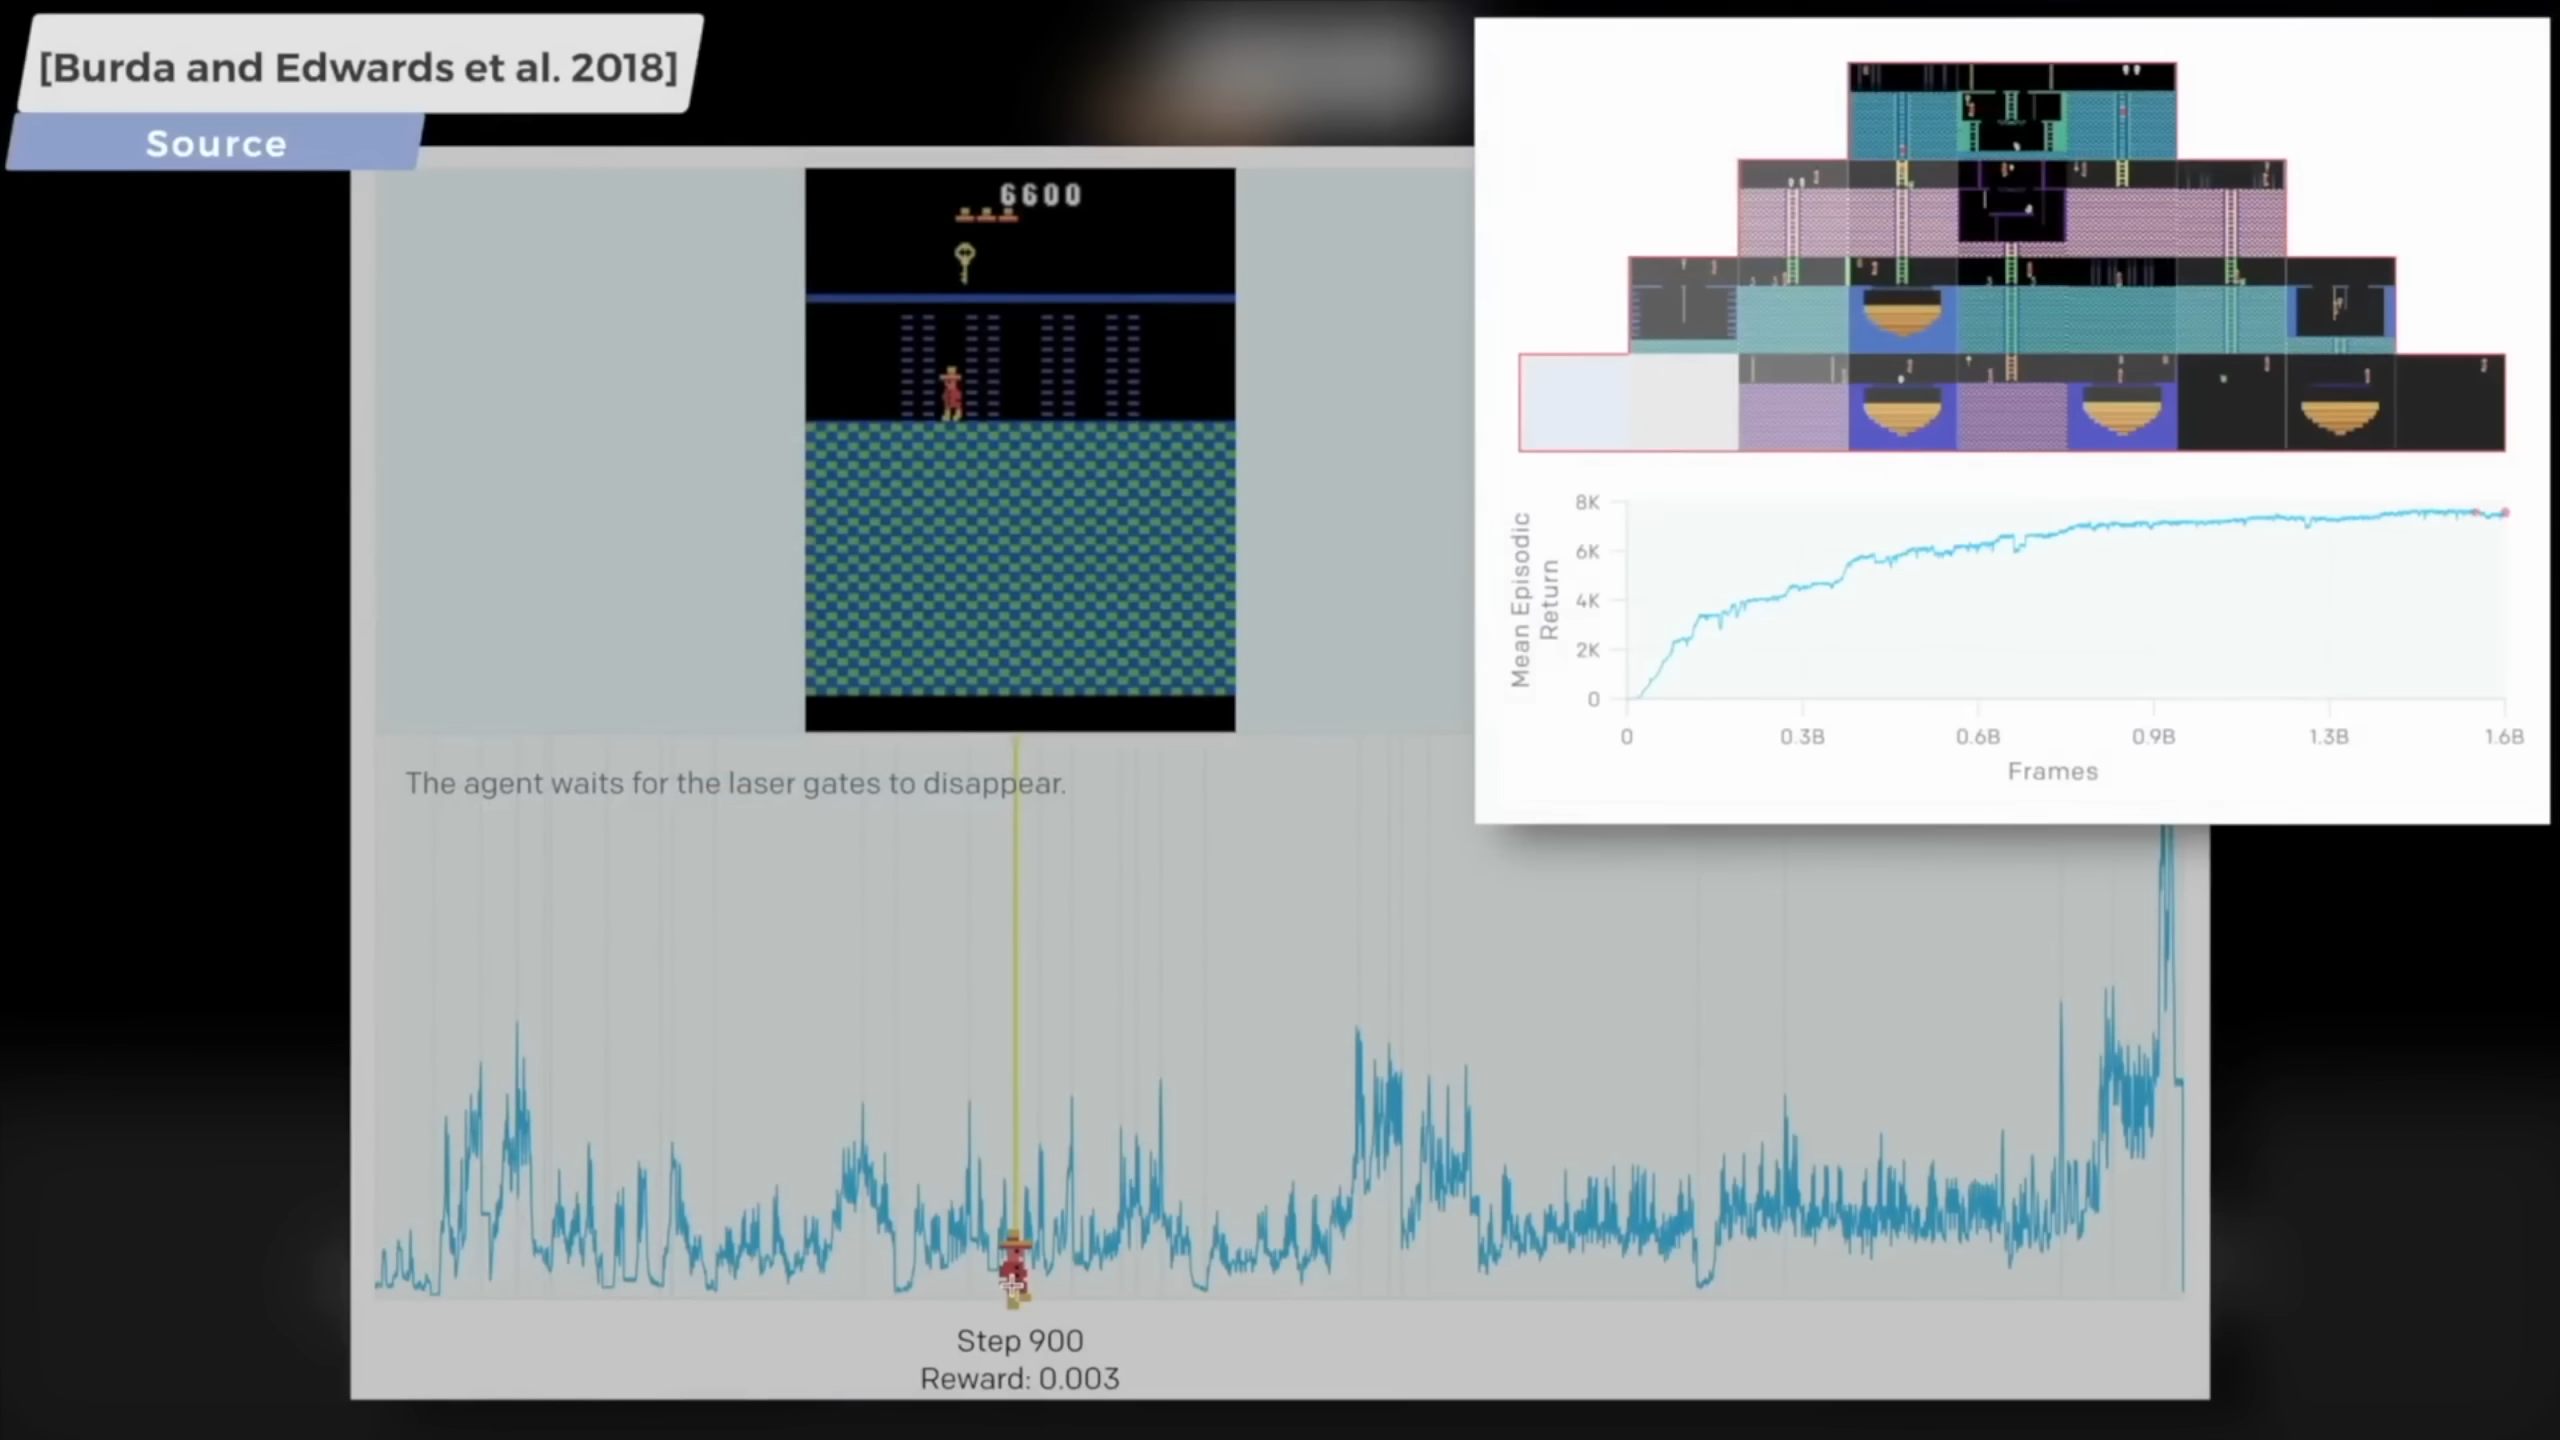 [Burda and Edwards et al. 2018]
Source
6600
The agent waits for the laser gates to disappear.
Step 900
Reward: 0.003
Mean Episodic
Return
8K
6K
4K
2K
0
0 0.3B 0.6B 0.9B 1.3B 1.6B
Frames